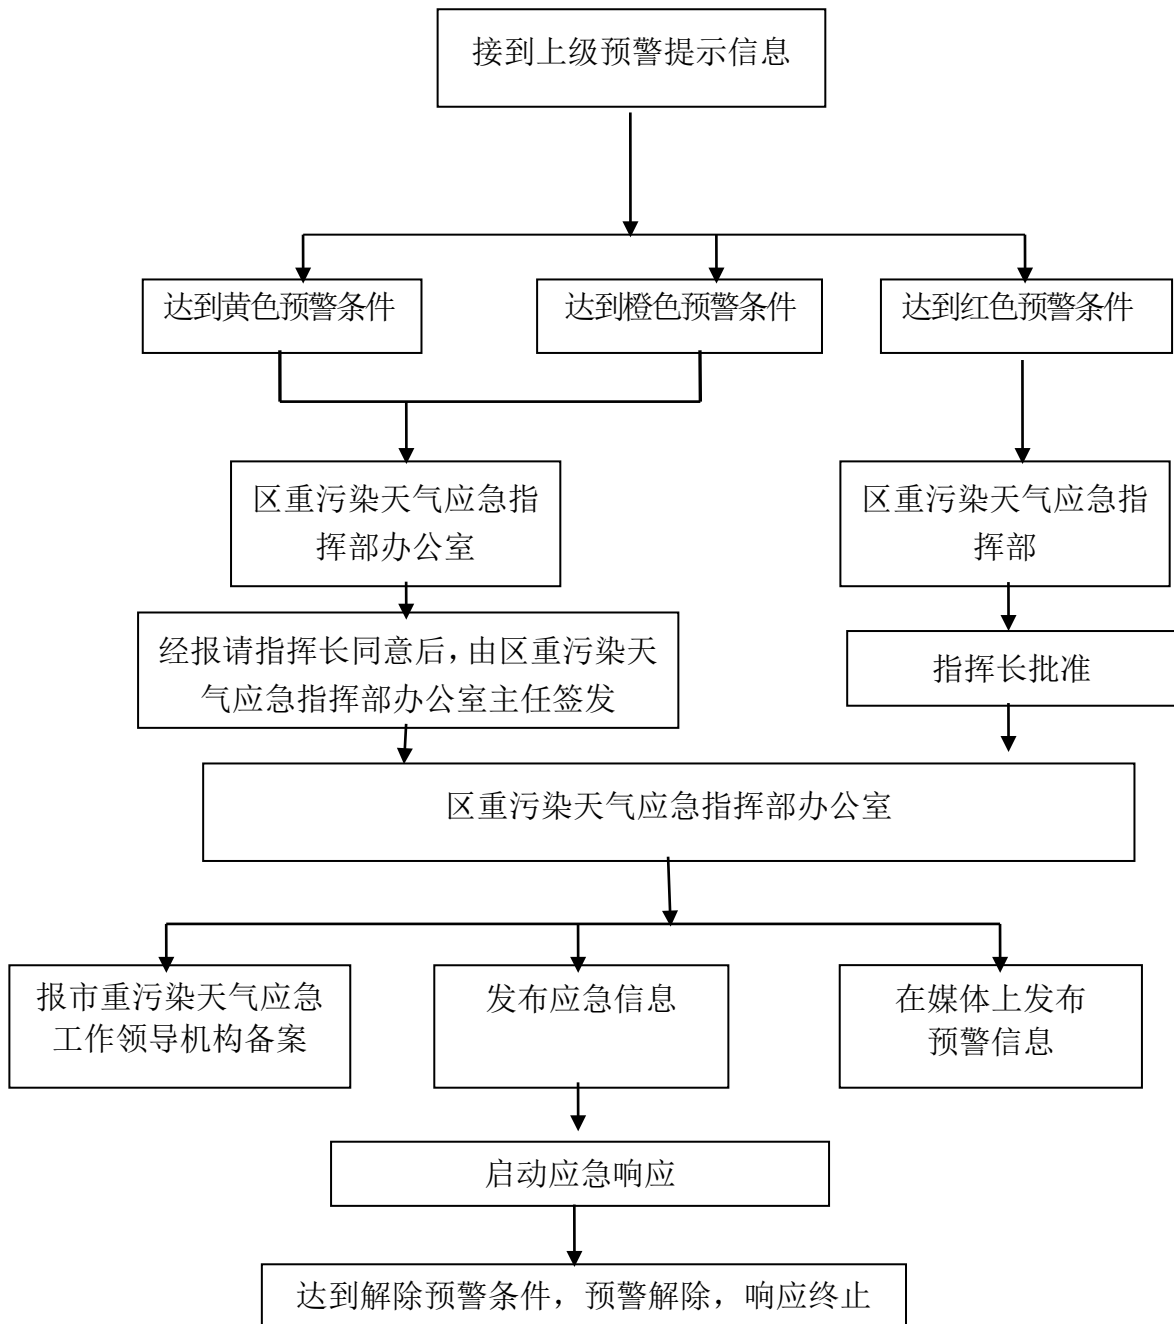 接到上级预警提示信息
达到黄色预警条件
达到橙色预警条件
达到红色预警条件
区重污染天气应急指
挥部办公室
区重污染天气应急指
挥部
经报请指挥长同意后，由区重污染天
气应急指挥部办公室主任签发
指挥长批准
区重污染天气应急指挥部办公室
报市重污染天气应急
工作领导机构备案
发布应急信息
在媒体上发布
预警信息
启动应急响应
达到解除预警条件，预警解除，响应终止